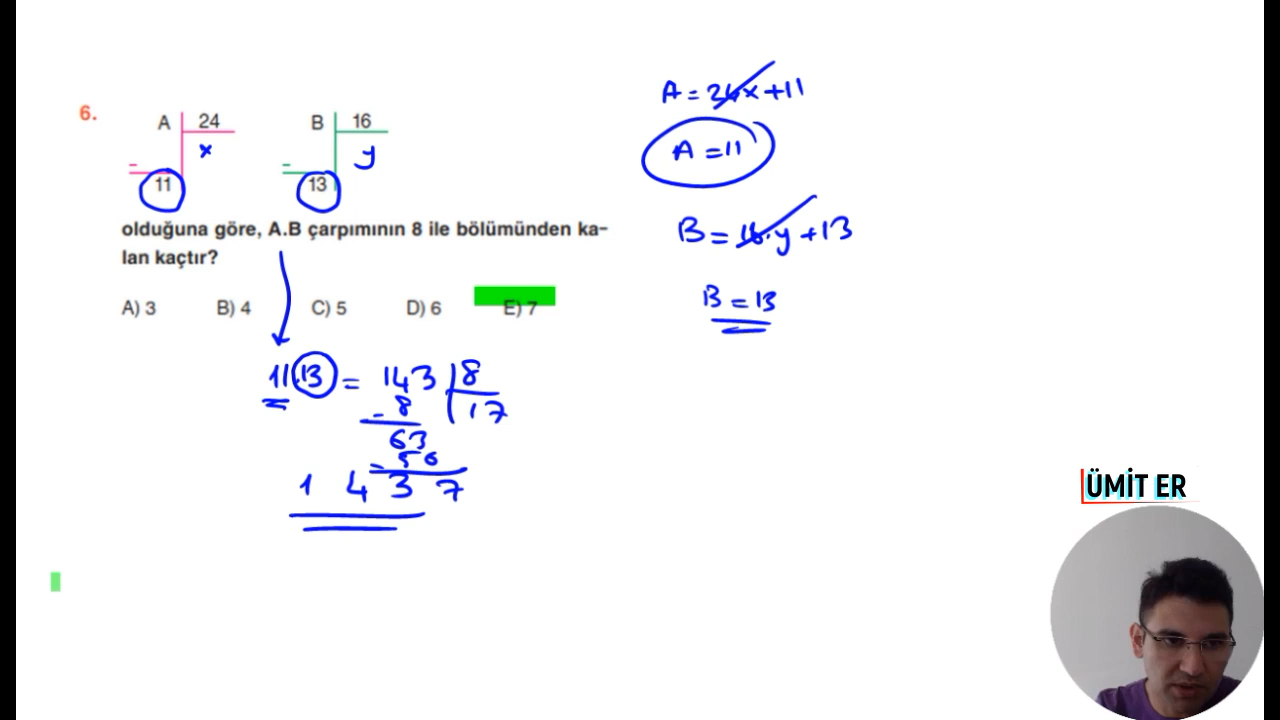 6.
A 24 B 16
x y
11 13
olduğuna göre, A.B çarpımının 8 ile bölümünden ka-
lan kaçtır?
A) 3 B) 4 C) 5 D) 6 E) 7
11.13 = 143 8
- 8 17
63
- 56
1 4 3 7
A = 24x + 11
A = 11
B = 16.y + 13
B = 13
ÜMİT ER